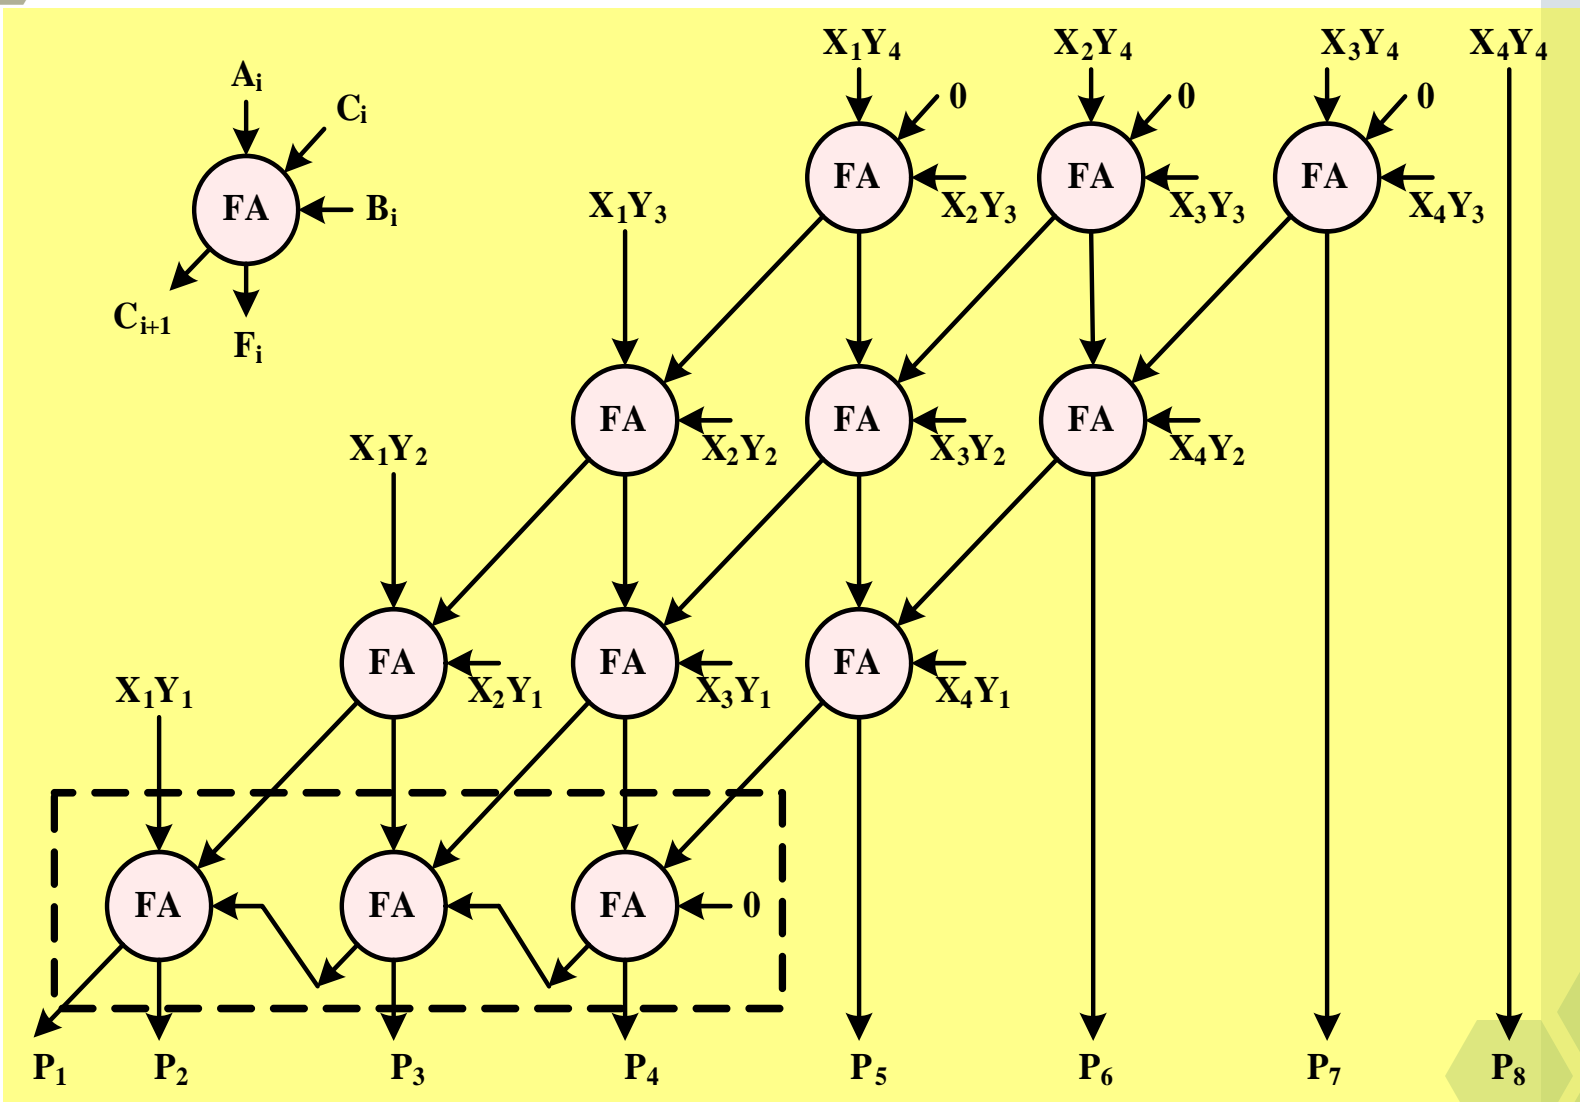 X₁Y₄ X₂Y₄ X₃Y₄ X₄Y₄
Aᵢ
Cᵢ
0 0 0
FA FA FA
FA Bᵢ
X₁Y₃ X₂Y₃ X₃Y₃ X₄Y₃
Cᵢ₊₁
Fᵢ
FA FA FA
X₁Y₂ X₂Y₂ X₃Y₂ X₄Y₂
FA FA FA
X₁Y₁ X₂Y₁ X₃Y₁ X₄Y₁
FA FA FA 0
P₁ P₂ P₃ P₄ P₅ P₆ P₇ P₈